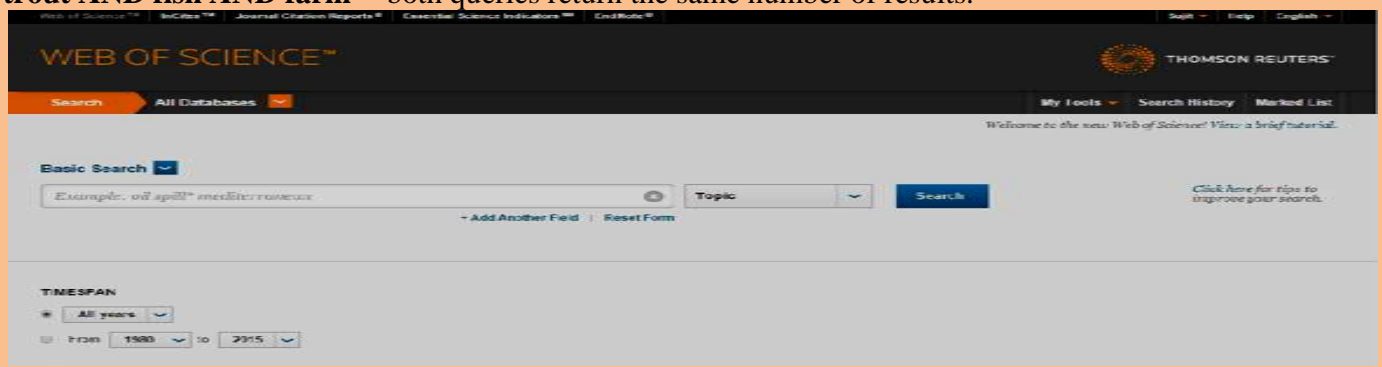 trout AND fish AND farm both queries return the same number of results.
Web of Science™ InCites™ Journal Citation Reports® Essential Science Indicators℠ EndNote® Sujit Help English
WEB OF SCIENCE™ THOMSON REUTERS™
Search All Databases My Tools Search History Marked List
Welcome to the new Web of Science! View a brief tutorial.
Basic Search
Example: oil spill* mediterranean Topic Search Click here for tips to
improve your search.
+ Add Another Field | Reset Form
TIMESPAN
All years
From 1980 to 2015